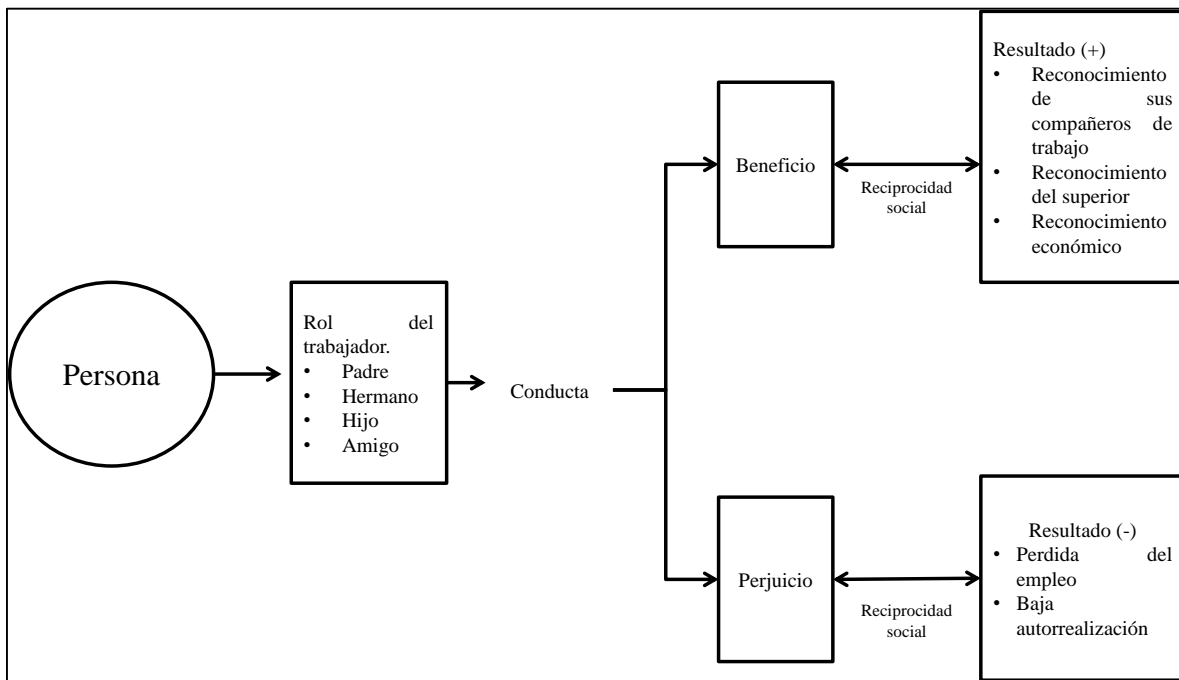 Persona
Rol del
trabajador.
• Padre
• Hermano
• Hijo
• Amigo
Conducta
Beneficio
Reciprocidad
social
Resultado (+)
• Reconocimiento
de sus
compañeros de
trabajo
• Reconocimiento
del superior
• Reconocimiento
económico
Perjuicio
Reciprocidad
social
Resultado (-)
• Perdida del
empleo
• Baja
autorrealización